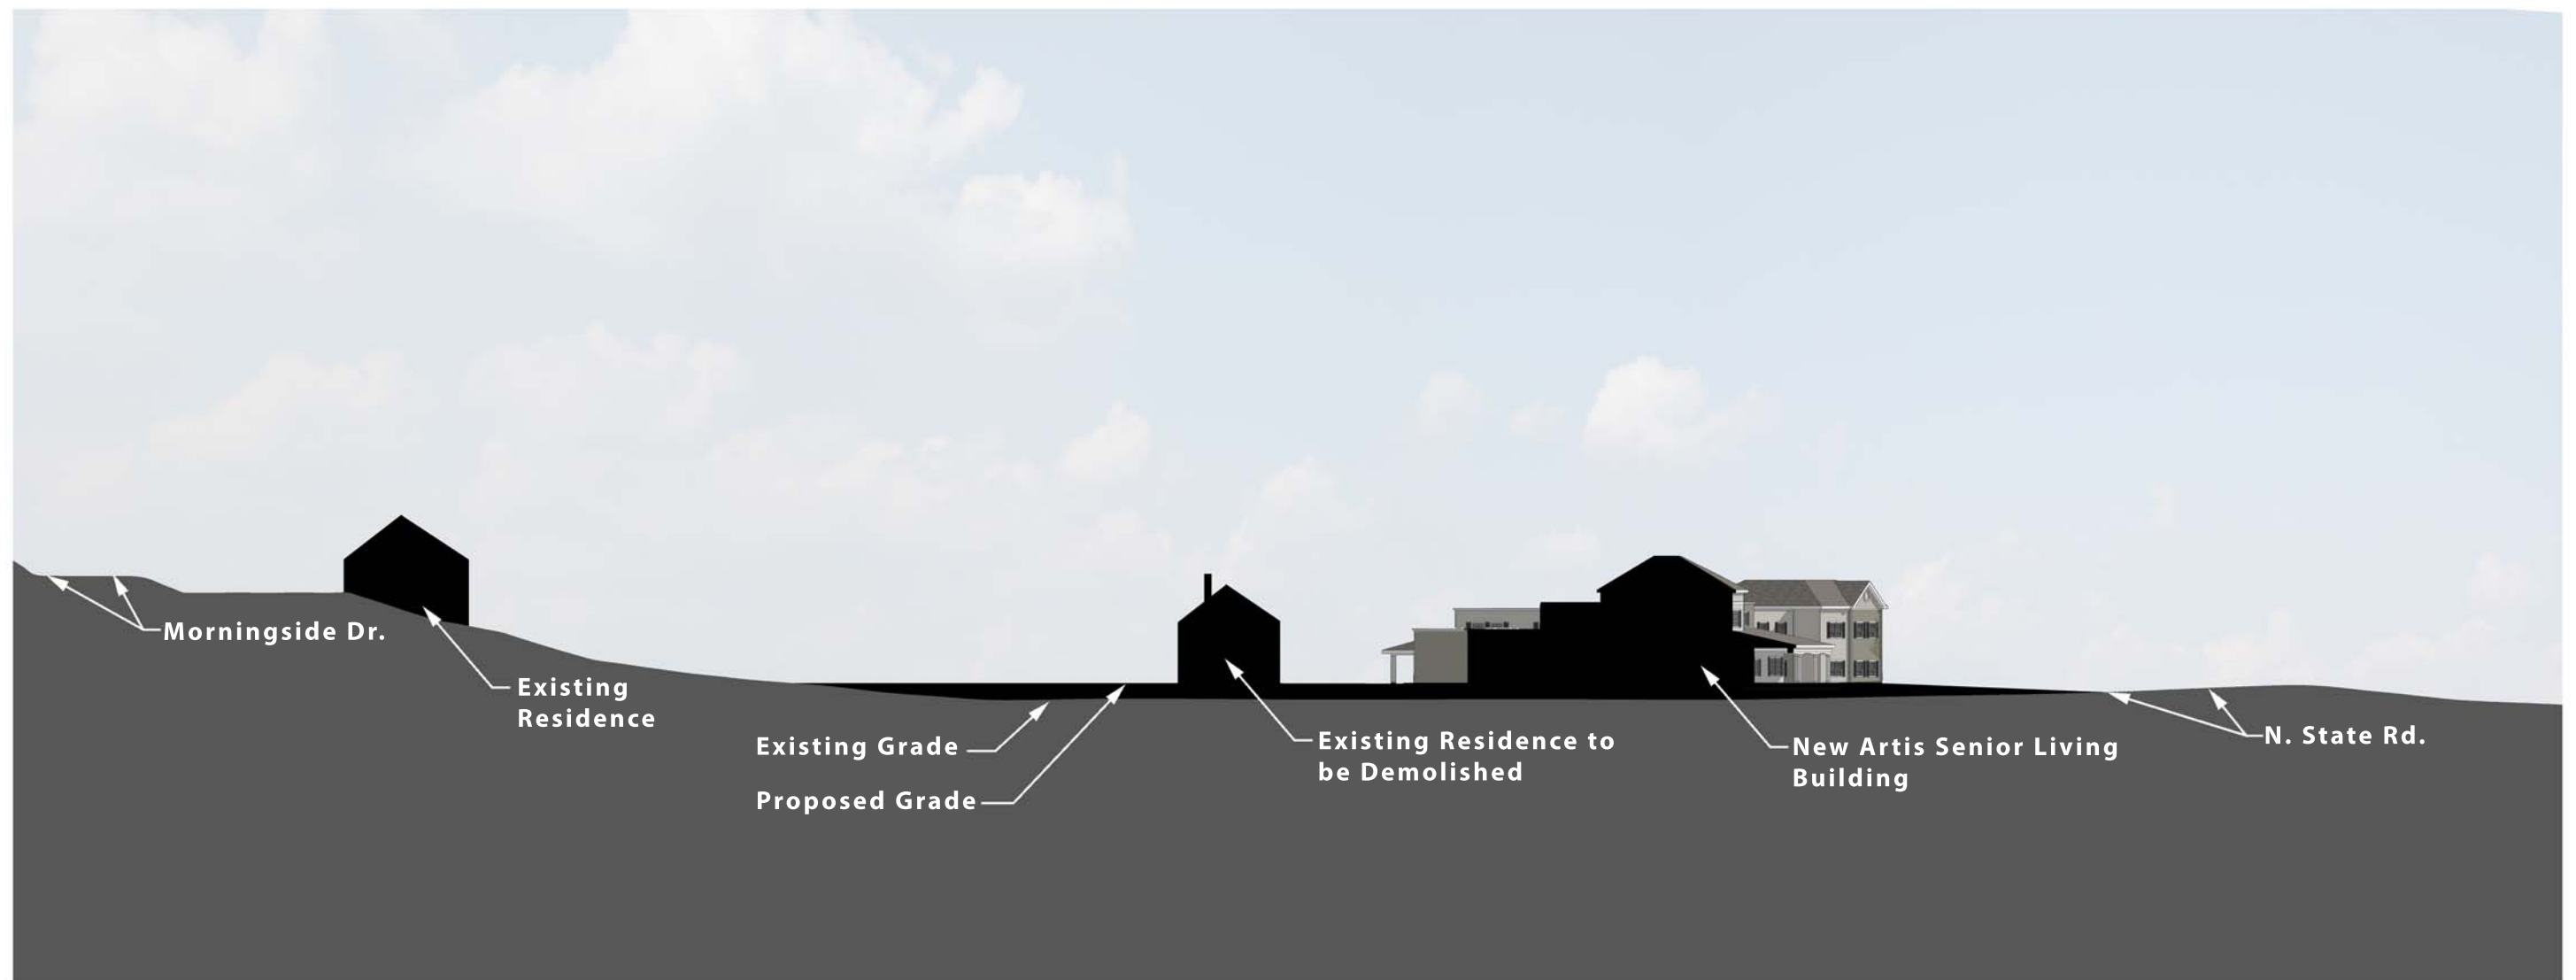 Morningside Dr.
Existing
Residence
Existing Grade
Proposed Grade
Existing Residence to
be Demolished
New Artis Senior Living
Building
N. State Rd.